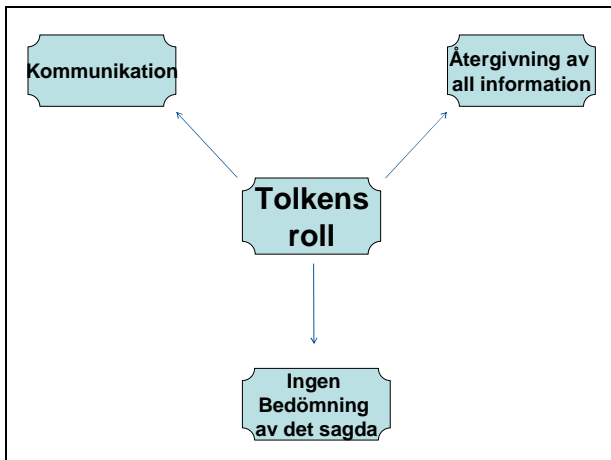 Kommunikation
Återgivning av
all information
Tolkens
roll
Ingen
Bedömning
av det sagda